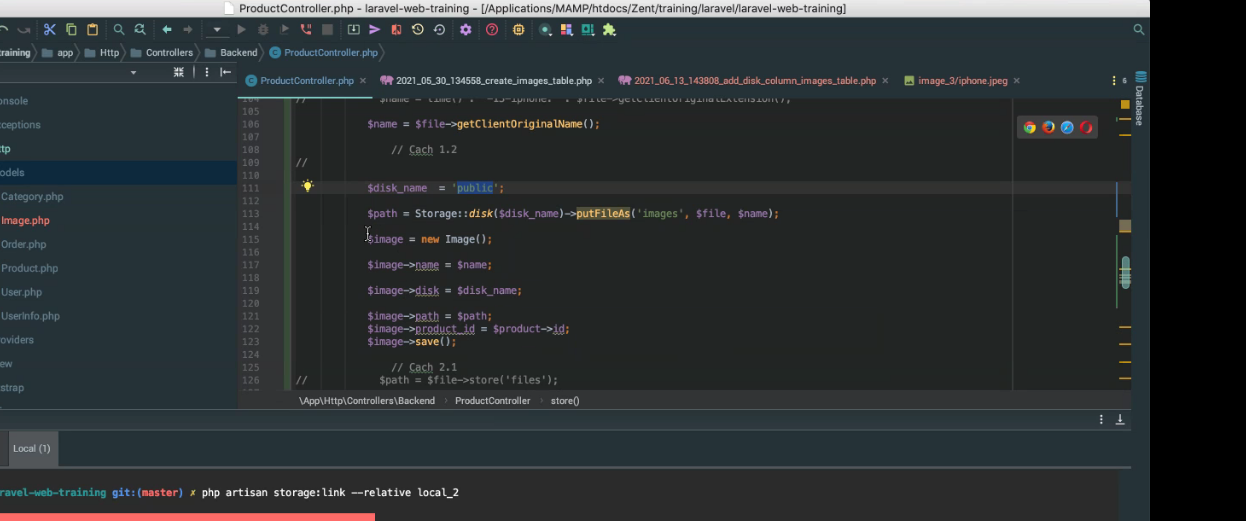 ProductController.php - laravel-web-training - [/Applications/MAMP/htdocs/Zent/training/laravel/laravel-web-training]
raining app Http Controllers Backend ProductController.php
ProductController.php × 2021_05_30_134558_create_images_table.php × 2021_06_13_143808_add_disk_column_images_table.php × image_3/iphone.jpeg × 6
Database
onsole
xceptions
ttp
odels
Category.php
Image.php
Order.php
Product.php
User.php
UserInfo.php
roviders
ew
strap
104 // $name = time() . '-13-iphone.' . $file->getClientOriginalExtension();
105
106 $name = $file->getClientOriginalName();
107
108 // Cach 1.2
109 //
110
111 $disk_name = 'public';
112
113 $path = Storage::disk($disk_name)->putFileAs('images', $file, $name);
114
115 $image = new Image();
116
117 $image->name = $name;
118
119 $image->disk = $disk_name;
120
121 $image->path = $path;
122 $image->product_id = $product->id;
123 $image->save();
124
125 // Cach 2.1
126 // $path = $file->store('files');
\App\Http\Controllers\Backend › ProductController › store()
Local (1)
ravel-web-training git:(master) ✗ php artisan storage:link --relative local_2